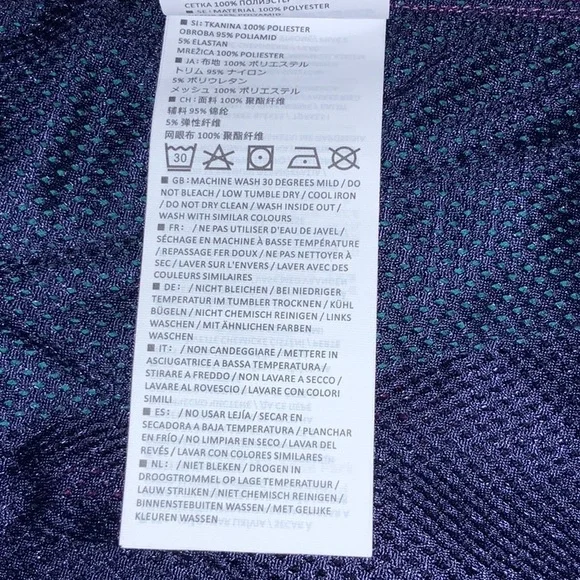 СЕТКА 100% ПОЛИЭСТЕР
■ SE: MATERIAL 100% POLYESTER
■ SI: TKANINA 100% POLIESTER
OBROBA 95% POLIAMID
5% ELASTAN
MREŽICA 100% POLIESTER
■ JA: 布地 100% ポリエステル
トリム 95% ナイロン
5% ポリウレタン
メッシュ 100% ポリエステル
■ CH: 面料 100% 聚酯纤维
辅料 95% 锦纶
5% 弹性纤维
网眼布 100% 聚酯纤维
30
■ GB: MACHINE WASH 30 DEGREES MILD / DO
NOT BLEACH / LOW TUMBLE DRY / COOL IRON
/ DO NOT DRY CLEAN / WASH INSIDE OUT /
WASH WITH SIMILAR COLOURS
■ FR: / NE PAS UTILISER D'EAU DE JAVEL /
SÉCHAGE EN MACHINE À BASSE TEMPÉRATURE
/ REPASSAGE FER DOUX / NE PAS NETTOYER À
SEC / LAVER SUR L'ENVERS / LAVER AVEC DES
COULEURS SIMILAIRES
■ DE: / NICHT BLEICHEN / BEI NIEDRIGER
TEMPERATUR IM TUMBLER TROCKNEN / KÜHL
BÜGELN / NICHT CHEMISCH REINIGEN / LINKS
WASCHEN / MIT ÄHNLICHEN FARBEN
WASCHEN
■ IT: / NON CANDEGGIARE / METTERE IN
ASCIUGATRICE A BASSA TEMPERATURA /
STIRARE A FREDDO / NON LAVARE A SECCO /
LAVARE AL ROVESCIO / LAVARE CON COLORI
SIMILI
■ ES: / NO USAR LEJÍA / SECAR EN
SECADORA A BAJA TEMPERATURA / PLANCHAR
EN FRÍO / NO LIMPIAR EN SECO / LAVAR DEL
REVÉS / LAVAR CON COLORES SIMILARES
■ NL: / NIET BLEKEN / DROGEN IN
DROOGTROMMEL OP LAGE TEMPERATUUR /
LAUW STRIJKEN / NIET CHEMISCH REINIGEN /
BINNENSTEBUITEN WASSEN / MET GELIJKE
KLEUREN WASSEN